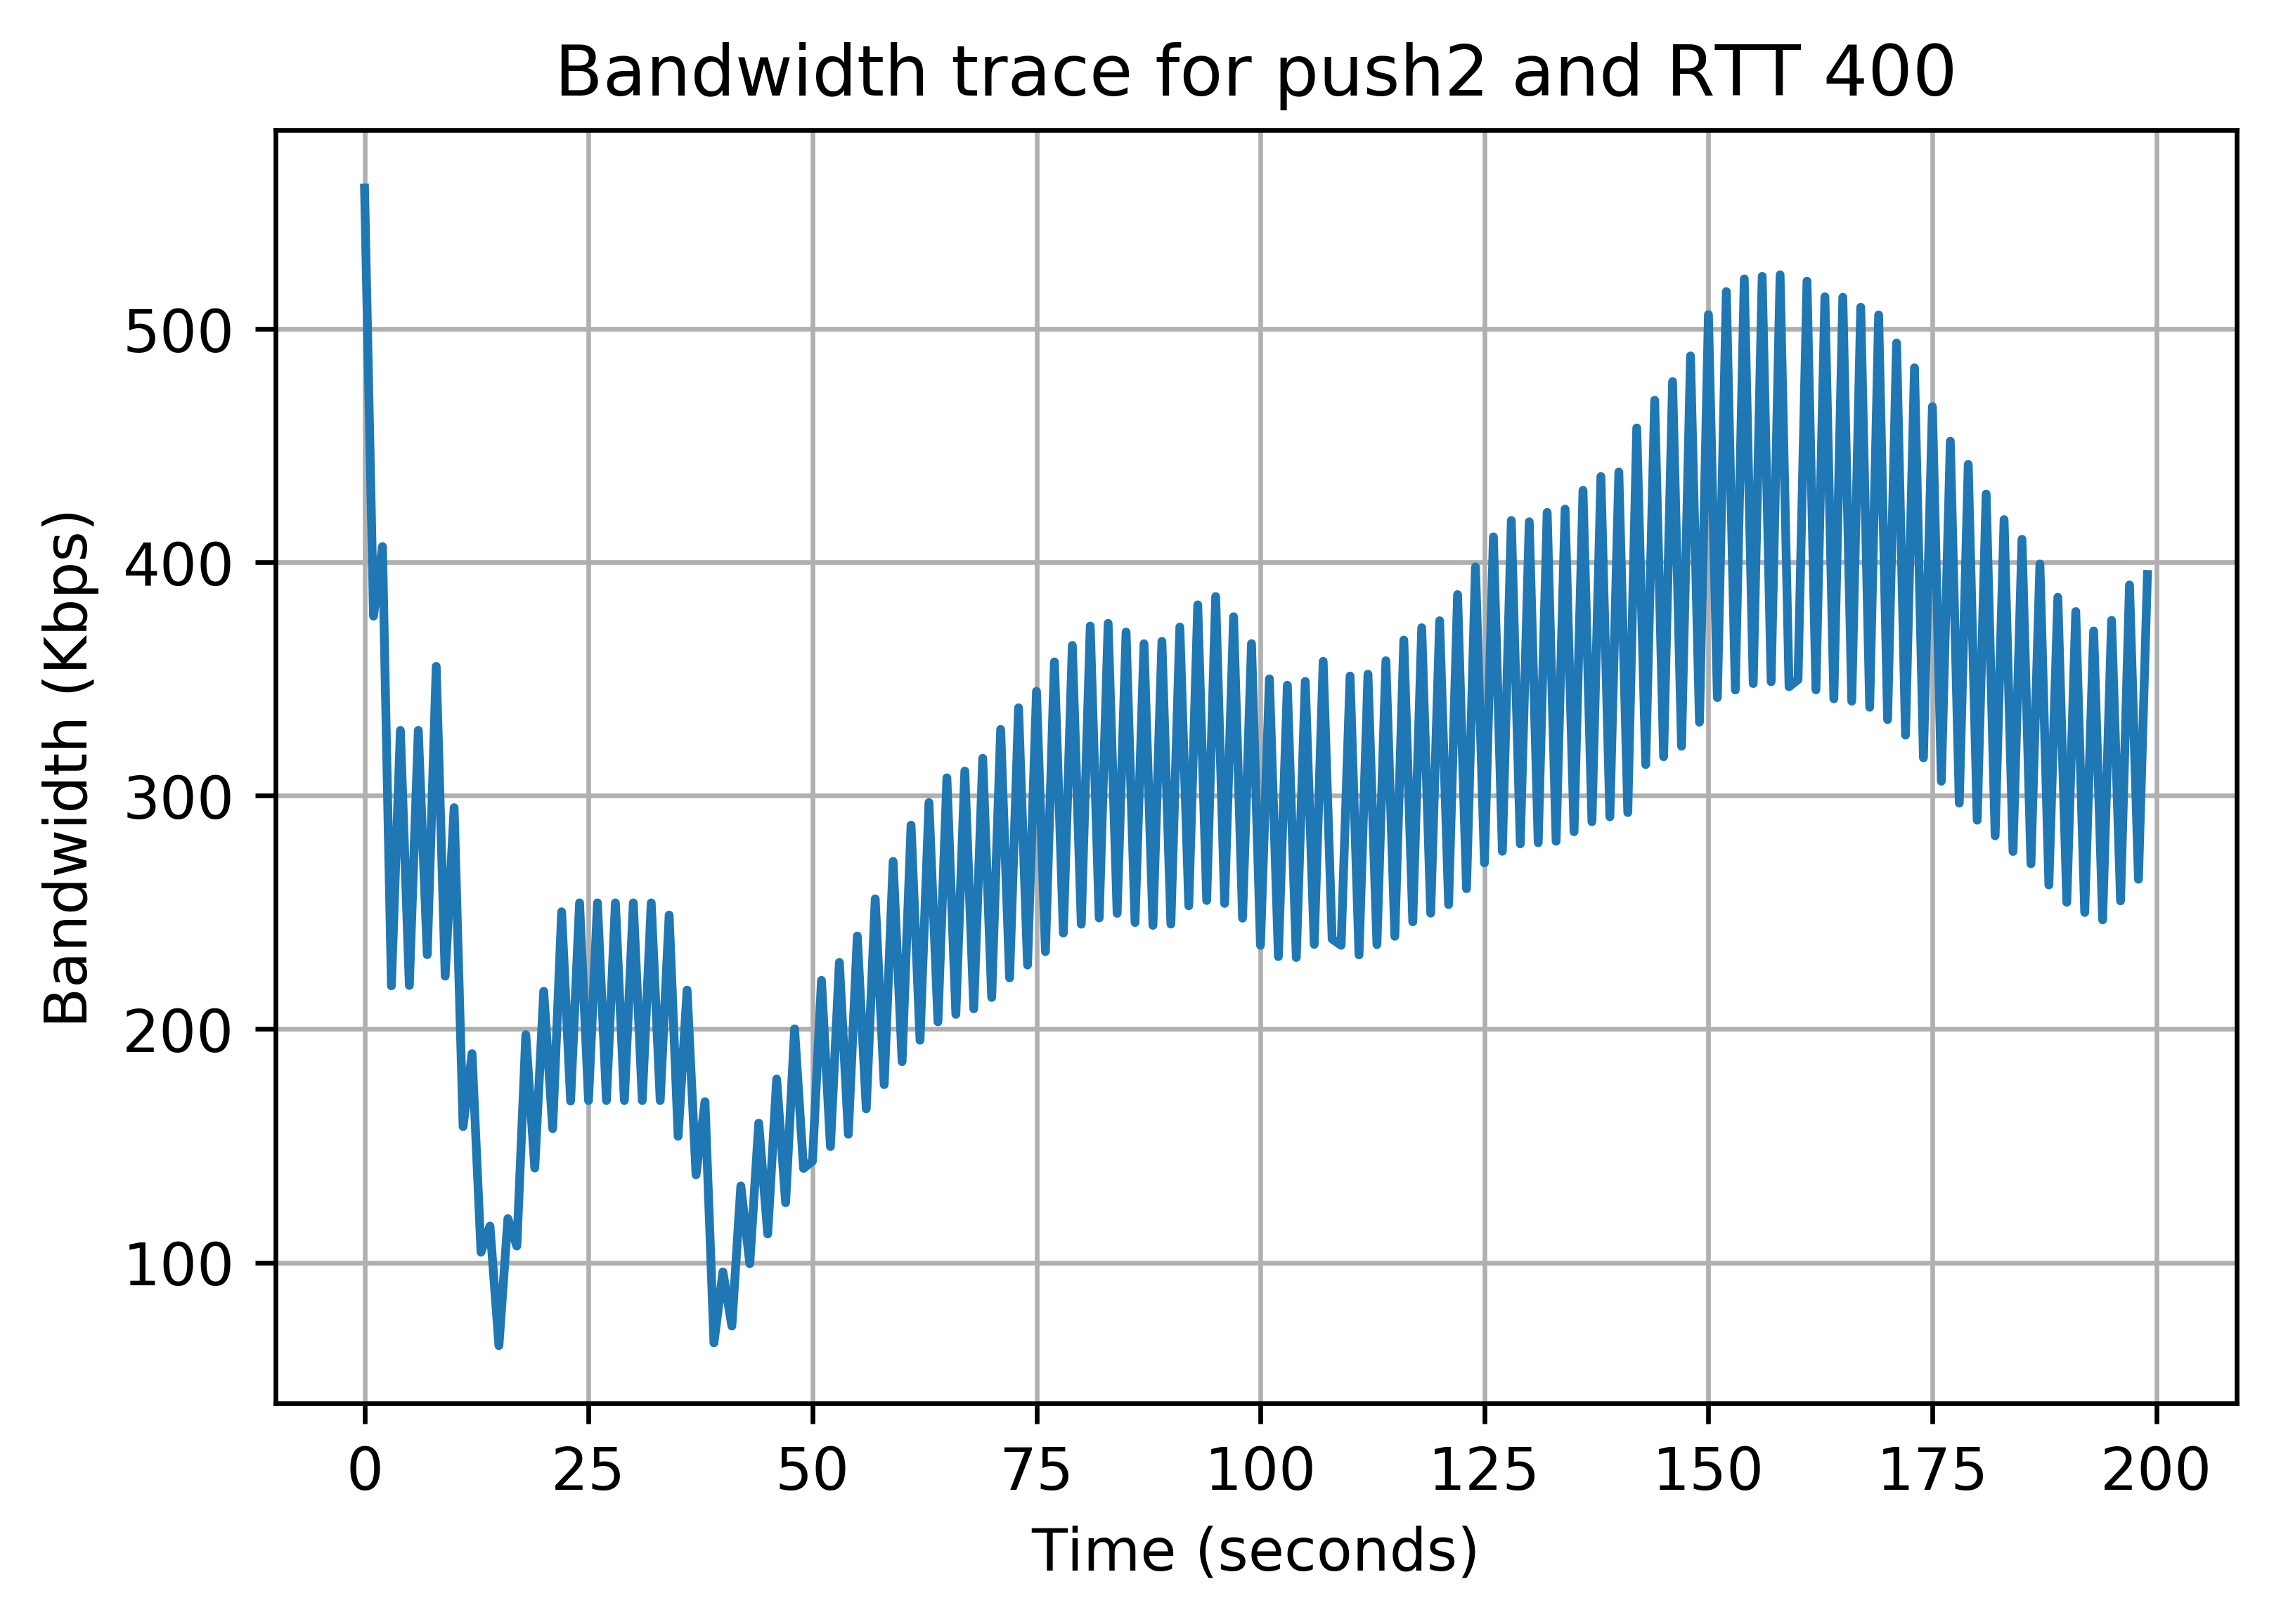 Bandwidth trace for push2 and RTT 400
Bandwidth (Kbps)
500
400
300
200
100
0 25 50 75 100 125 150 175 200
Time (seconds)